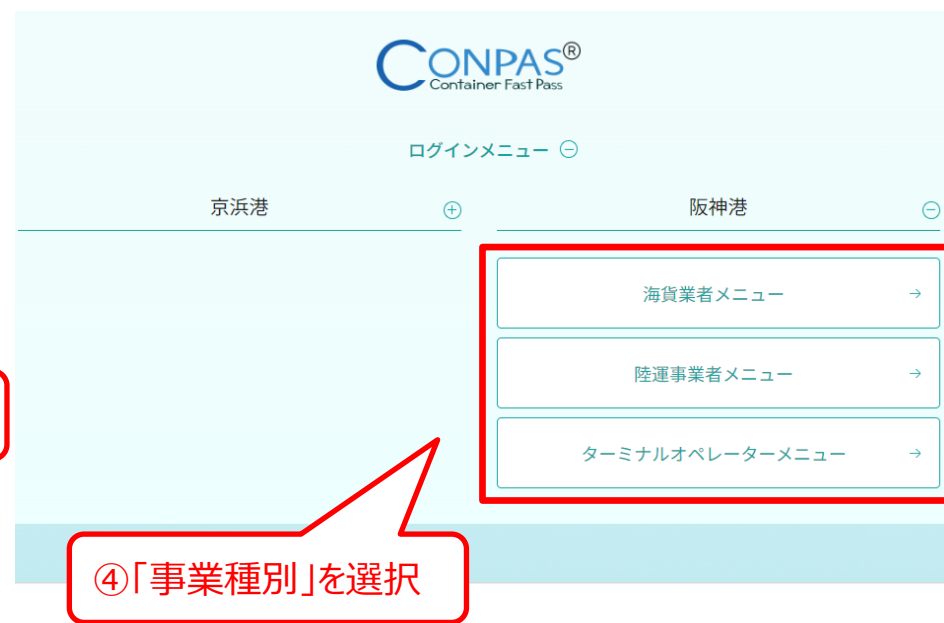 CONPAS®
Container Fast Pass
ログインメニュー
京浜港
阪神港
海貨業者メニュー
陸運事業者メニュー
ターミナルオペレーターメニュー
④「事業種別」を選択